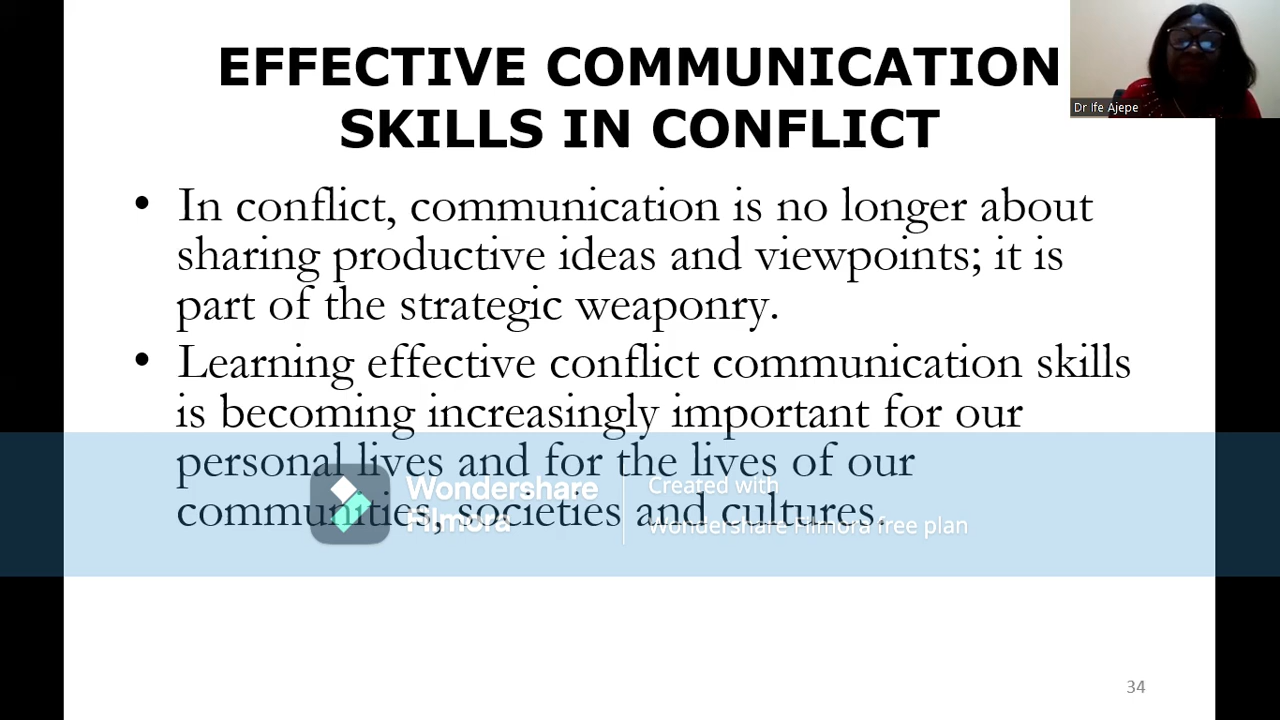 EFFECTIVE COMMUNICATION
SKILLS IN CONFLICT
Dr Ife Ajepe
• In conflict, communication is no longer about
sharing productive ideas and viewpoints; it is
part of the strategic weaponry.
• Learning effective conflict communication skills
is becoming increasingly important for our
personal lives and for the lives of our
communities, societies and cultures.
Wondershare
Filmora
Created with
Wondershare Filmora free plan
34